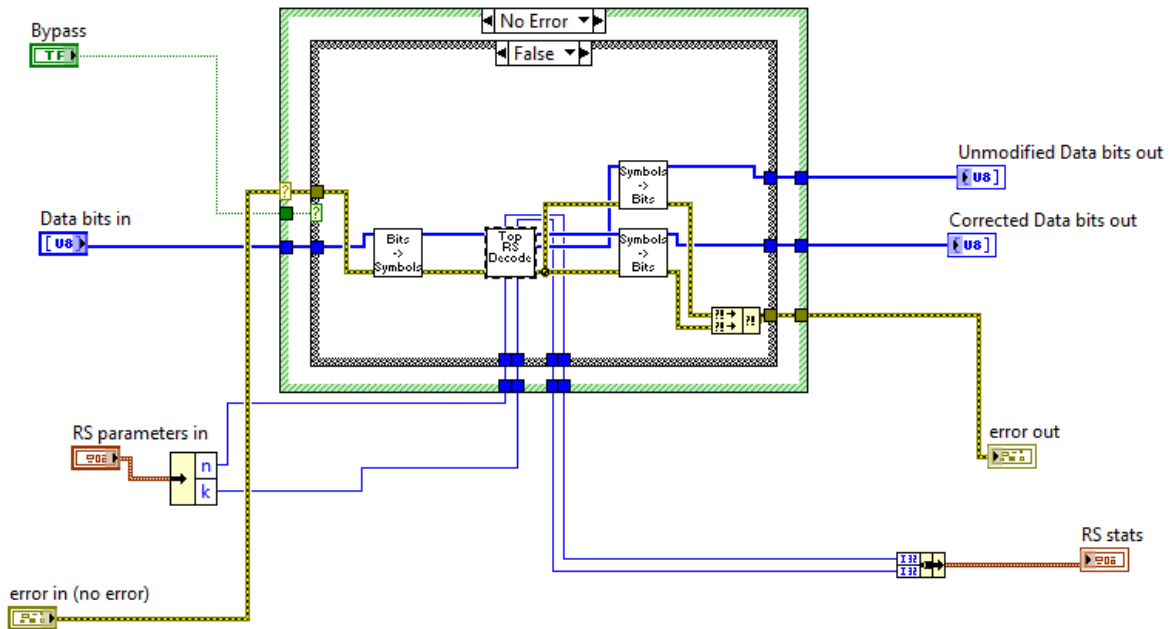 No Error
False
Bypass
TF
Unmodified Data bits out
U8
Data bits in
U8
Corrected Data bits out
U8
Symbols
->
Bits
Bits
->
Symbols
Top
RS
Decode
Symbols
->
Bits
?!
?!
?!
RS parameters in
n
k
error out
RS stats
I32
I32
error in (no error)